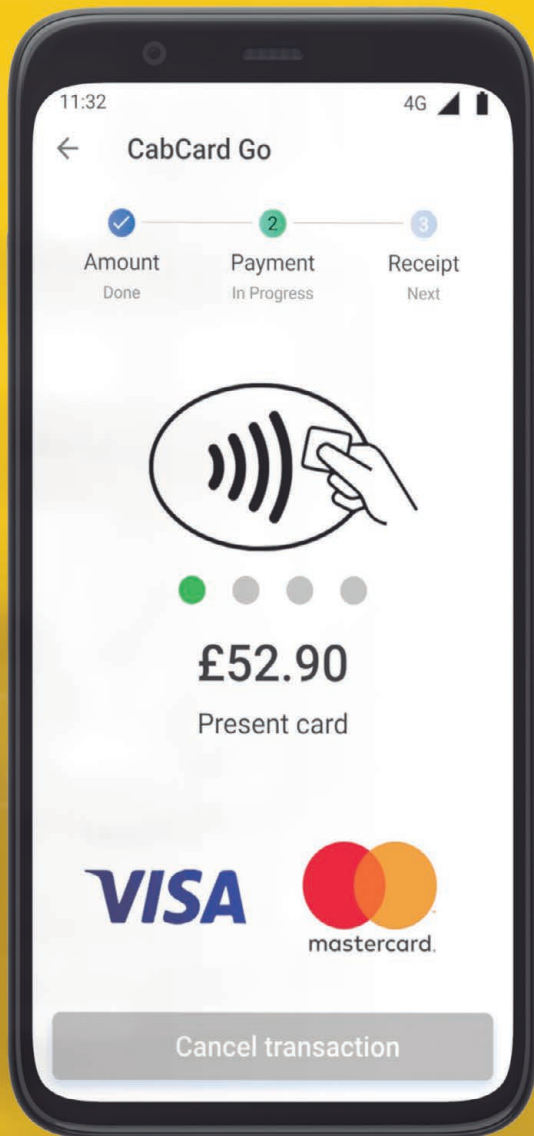 11:32 4G
CabCard Go
2 3
Amount Payment Receipt
Done In Progress Next
£52.90
Present card
VISA
mastercard.
Cancel transaction